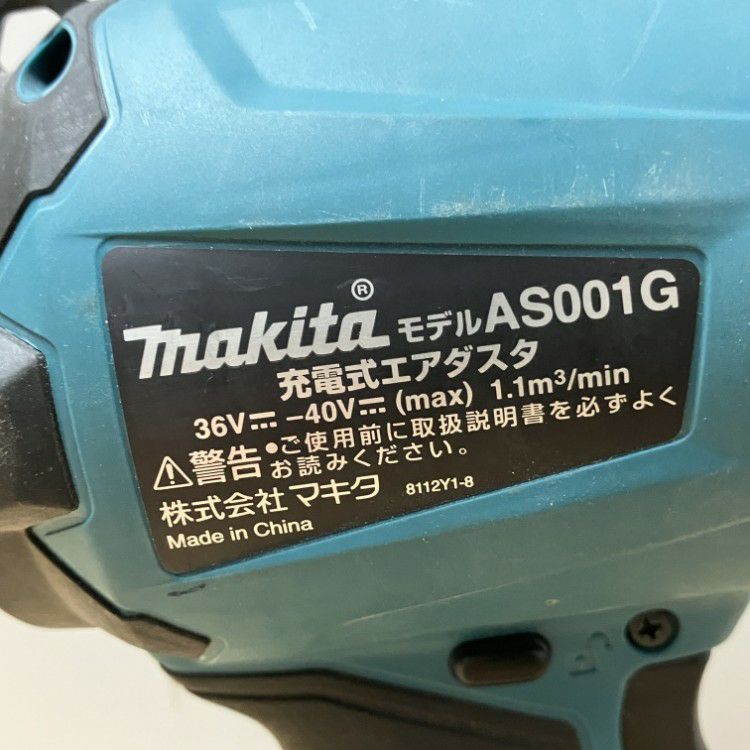 makita® モデルAS001G
充電式エアダスタ
36V⎓ –40V⎓ (max) 1.1m³/min
⚠警告 ●ご使用前に取扱説明書を必ずよく
お読みください。
株式会社 マキタ 8112Y1-8
Made in China